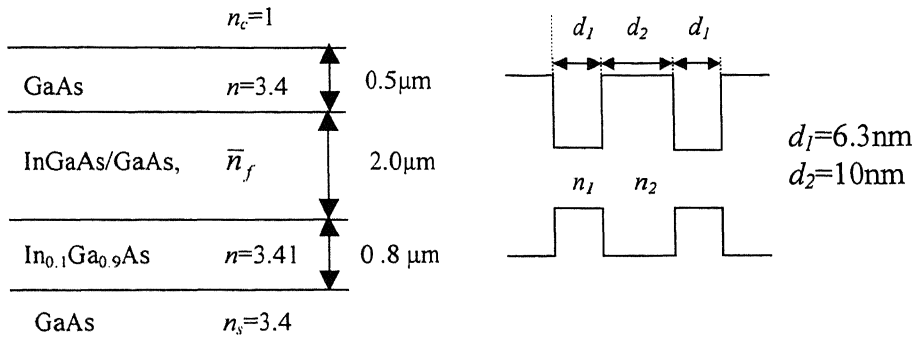 n_c=1
GaAs n=3.4 0.5μm
InGaAs/GaAs, n̅_f 2.0μm
In₀.₁Ga₀.₉As n=3.41 0.8 μm
GaAs n_s=3.4
d₁ d₂ d₁
n₁ n₂
d₁=6.3nm
d₂=10nm